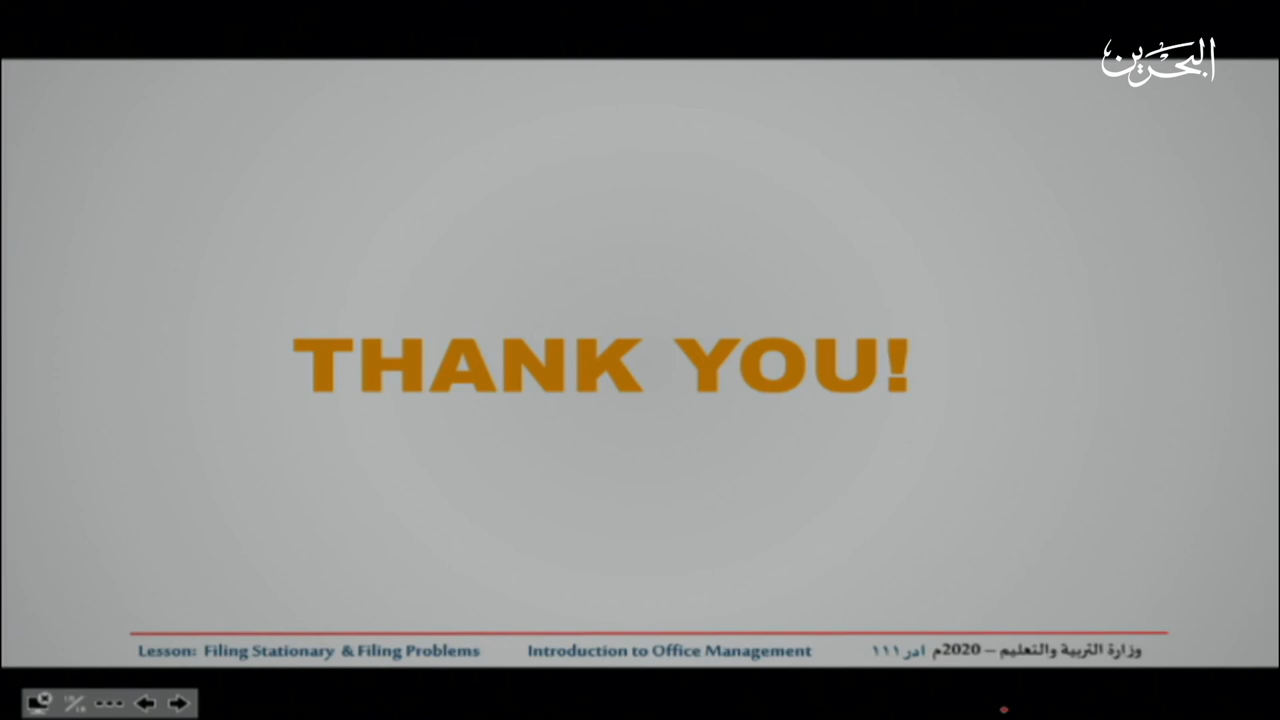 البحرين
THANK YOU!
Lesson: Filing Stationary & Filing Problems Introduction to Office Management ادر ١١١ وزارة التربية والتعليم – 2020م